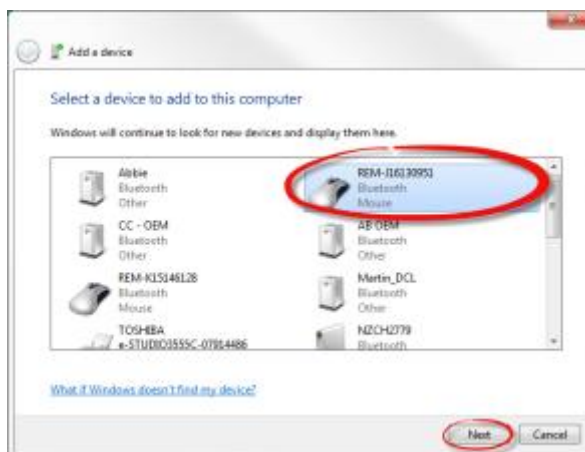 Add a device
Select a device to add to this computer
Windows will continue to look for new devices and display them here.
Abbie
Bluetooth
Other
REM-J16130951
Bluetooth
Mouse
CC - OEM
Bluetooth
Other
AB OEM
Bluetooth
Other
REM-K15146128
Bluetooth
Mouse
Martin_DCL
Bluetooth
Other
TOSHIBA
e-STUDIO3555C-07914486
NZCH2779
Bluetooth
What if Windows doesn't find my device?
Next
Cancel